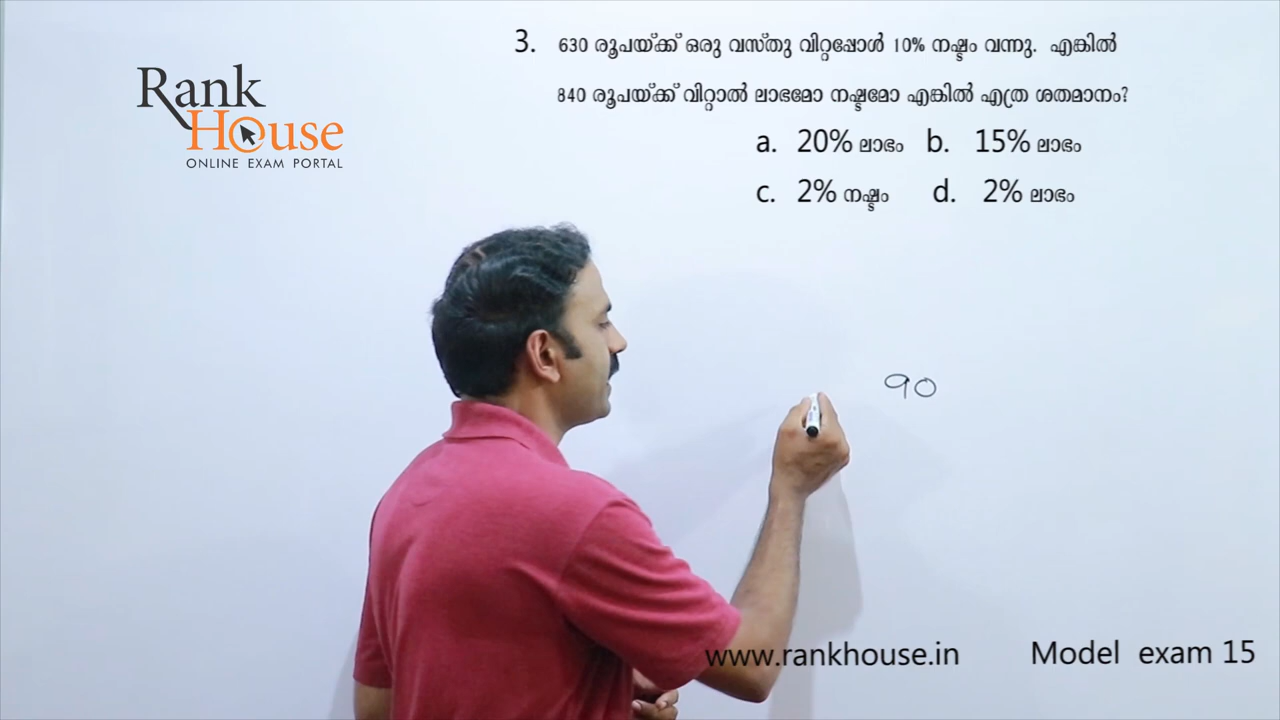 3. 630 രൂപയ്ക്ക് ഒരു വസ്തു വിറ്റപ്പോൾ 10% നഷ്ടം വന്നു. എങ്കിൽ
840 രൂപയ്ക്ക് വിറ്റാൽ ലാഭമോ നഷ്ടമോ എങ്കിൽ എത്ര ശതമാനം?
a. 20% ലാഭം b. 15% ലാഭം
c. 2% നഷ്ടം d. 2% ലാഭം
Rank
House
ONLINE EXAM PORTAL
90
www.rankhouse.in Model exam 15